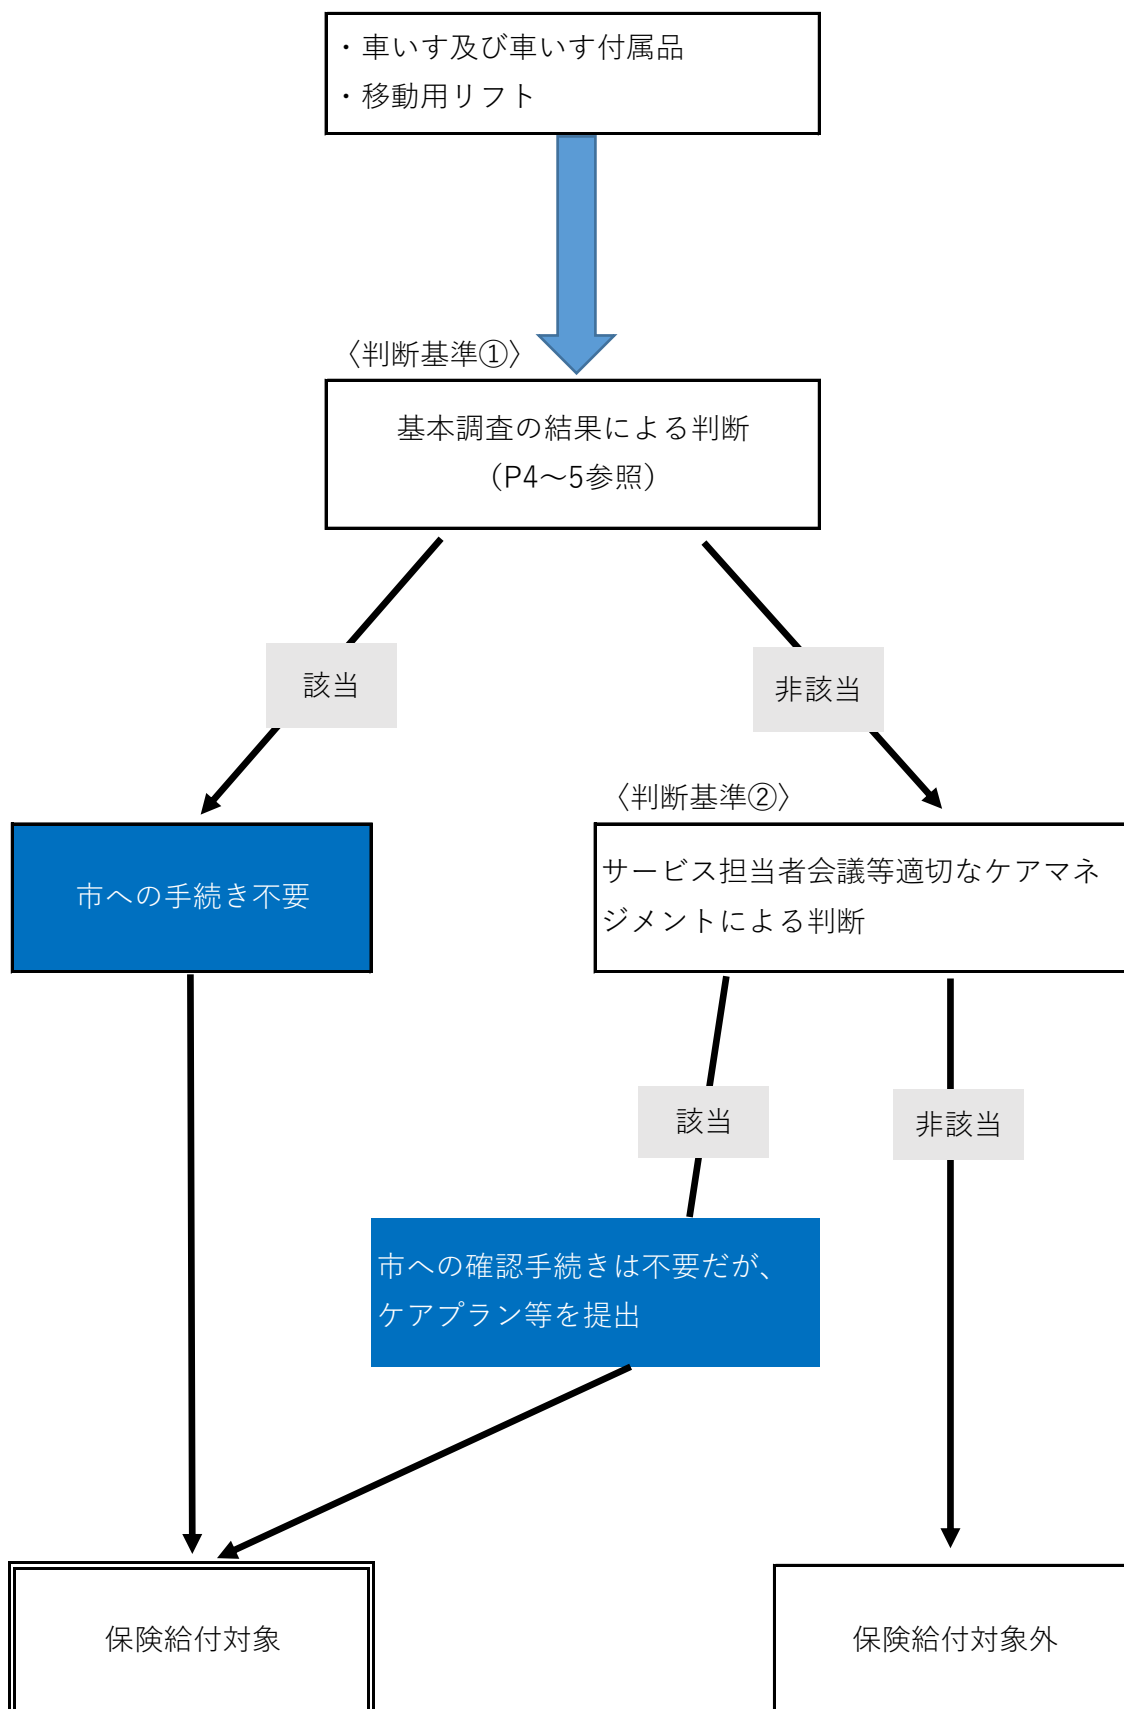 ・車いす及び車いす付属品
・移動用リフト
〈判断基準①〉
基本調査の結果による判断
（P4～5参照）
該当
非該当
〈判断基準②〉
市への手続き不要
サービス担当者会議等適切なケアマネ
ジメントによる判断
該当
非該当
市への確認手続きは不要だが、
ケアプラン等を提出
保険給付対象
保険給付対象外